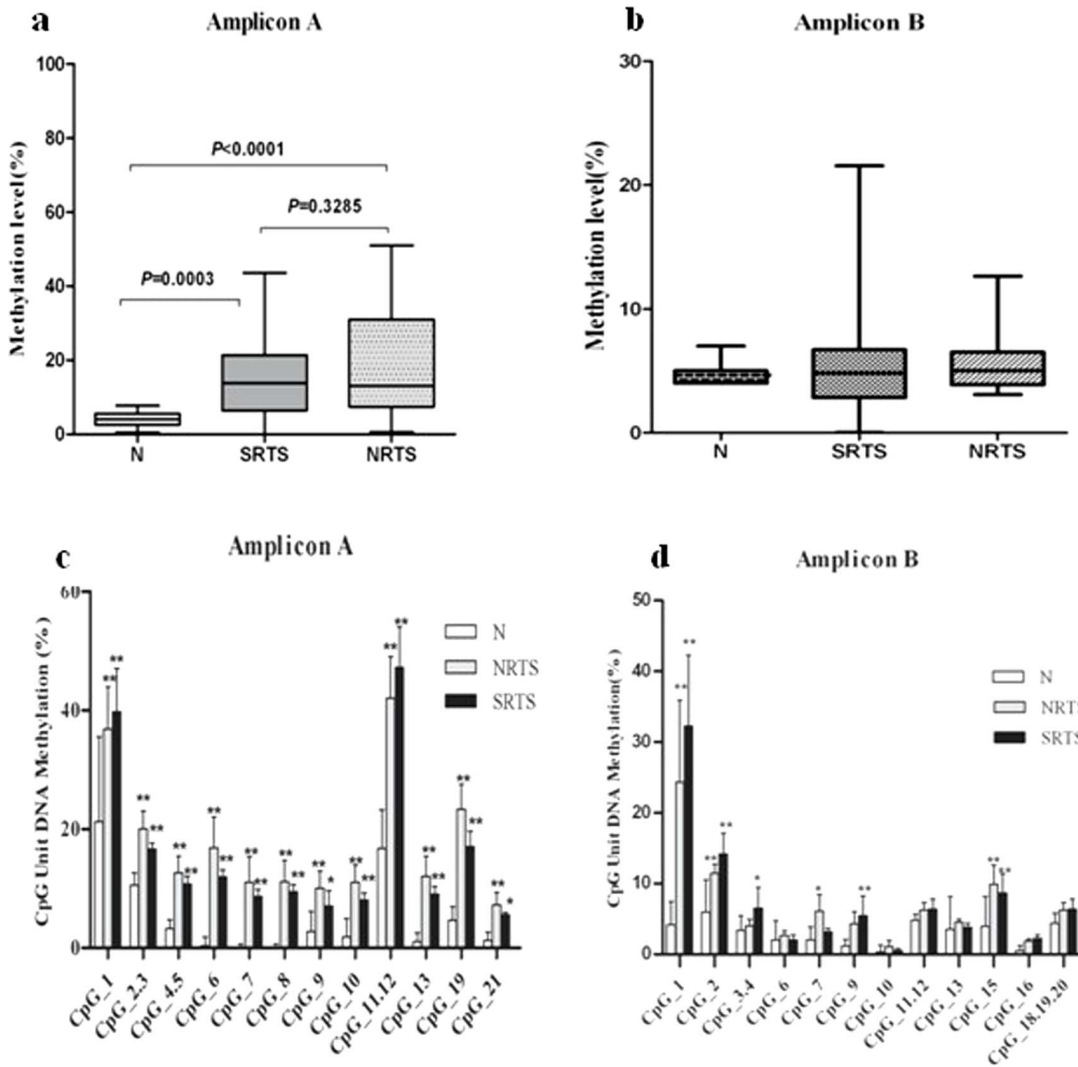 a
Amplicon A
Methylation level(%)
100
80
60
40
20
0
P<0.0001
P=0.3285
P=0.0003
N SRTS NRTS
b
Amplicon B
Methylation level(%)
30
20
10
0
N SRTS NRTS
c
Amplicon A
CpG Unit DNA Methylation (%)
60
40
20
0
N
NRTS
SRTS
** ** ** ** ** ** ** ** ** ** ** ** ** * ** ** ** ** ** ** ** ** ** *
CpG_1 CpG_2.3 CpG_4.5 CpG_6 CpG_7 CpG_8 CpG_9 CpG_10 CpG_11.12 CpG_13 CpG_19 CpG_21
d
Amplicon B
CpG Unit DNA Methylation(%)
50
40
30
20
10
0
N
NRTS
SRTS
** ** ** ** * * ** ** **
CpG_1 CpG_2 CpG_3.4 CpG_6 CpG_7 CpG_9 CpG_10 CpG_11.12 CpG_13 CpG_15 CpG_16 CpG_18.19.20